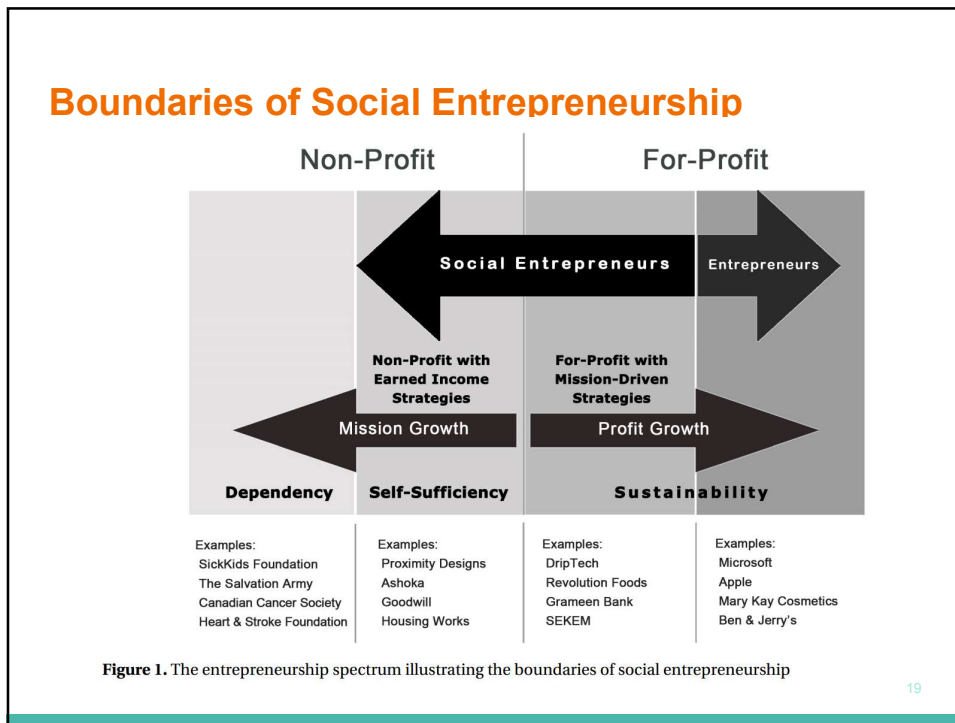 Boundaries of Social Entrepreneurship
Non-Profit
For-Profit
Social Entrepreneurs
Entrepreneurs
Non-Profit with
Earned Income
Strategies
For-Profit with
Mission-Driven
Strategies
Mission Growth
Profit Growth
Dependency
Self-Sufficiency
Sustainability
Examples:
SickKids Foundation
The Salvation Army
Canadian Cancer Society
Heart & Stroke Foundation
Examples:
Proximity Designs
Ashoka
Goodwill
Housing Works
Examples:
DripTech
Revolution Foods
Grameen Bank
SEKEM
Examples:
Microsoft
Apple
Mary Kay Cosmetics
Ben & Jerry's
Figure 1. The entrepreneurship spectrum illustrating the boundaries of social entrepreneurship
19